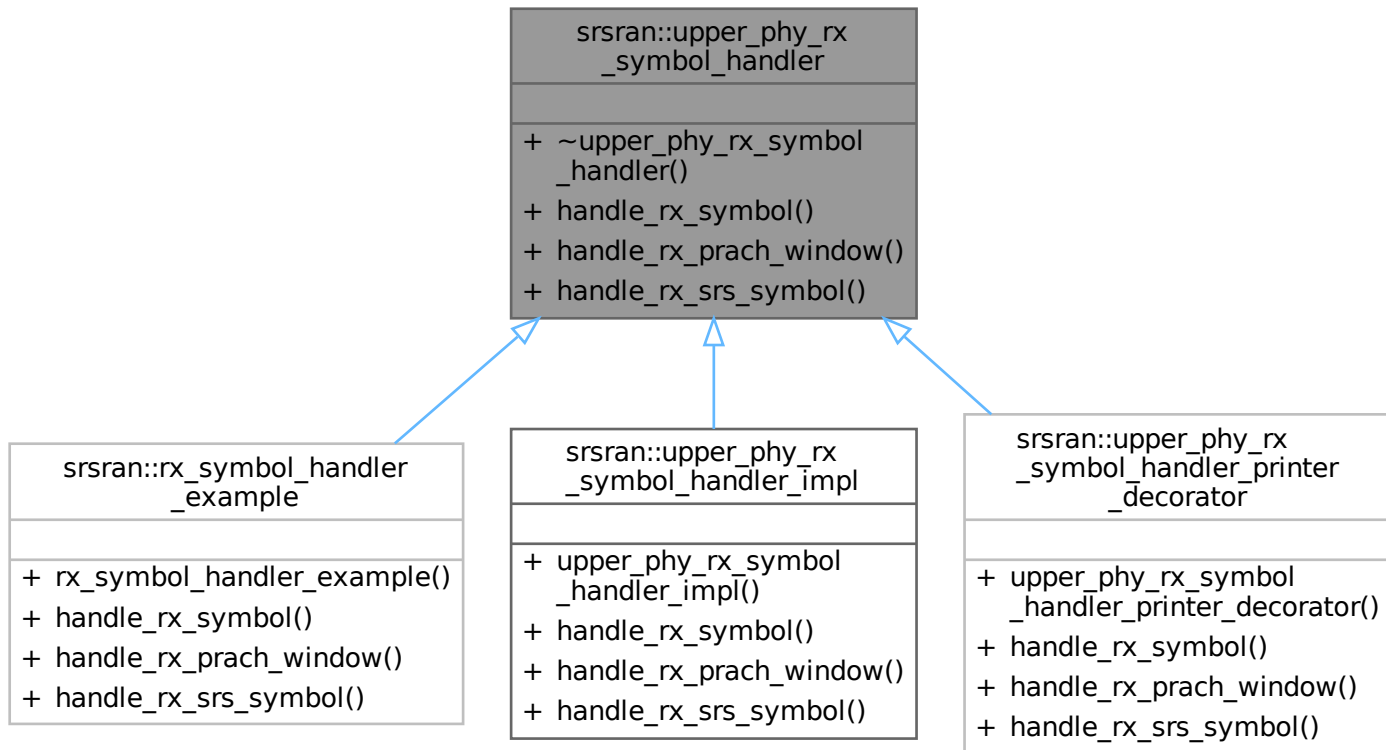 srsran::upper_phy_rx
_symbol_handler
+ ~upper_phy_rx_symbol
_handler()
+ handle_rx_symbol()
+ handle_rx_prach_window()
+ handle_rx_srs_symbol()
srsran::rx_symbol_handler
_example
+ rx_symbol_handler_example()
+ handle_rx_symbol()
+ handle_rx_prach_window()
+ handle_rx_srs_symbol()
srsran::upper_phy_rx
_symbol_handler_impl
+ upper_phy_rx_symbol
_handler_impl()
+ handle_rx_symbol()
+ handle_rx_prach_window()
+ handle_rx_srs_symbol()
srsran::upper_phy_rx
_symbol_handler_printer
_decorator
+ upper_phy_rx_symbol
_handler_printer_decorator()
+ handle_rx_symbol()
+ handle_rx_prach_window()
+ handle_rx_srs_symbol()